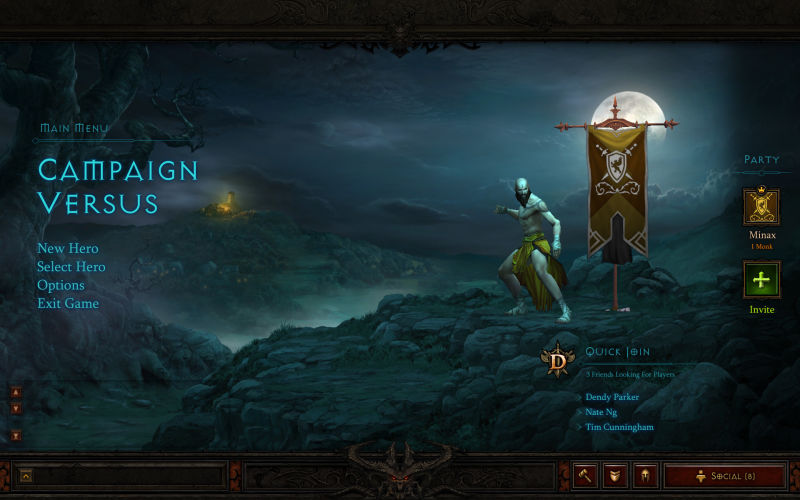 Main Menu
Campaign
Versus
New Hero
Select Hero
Options
Exit Game
Party
Minax
1 Monk
Invite
D
Quick Join
3 Friends Looking For Players
Dendy Parker
Nate Ng
Tim Cunningham
Social (8)